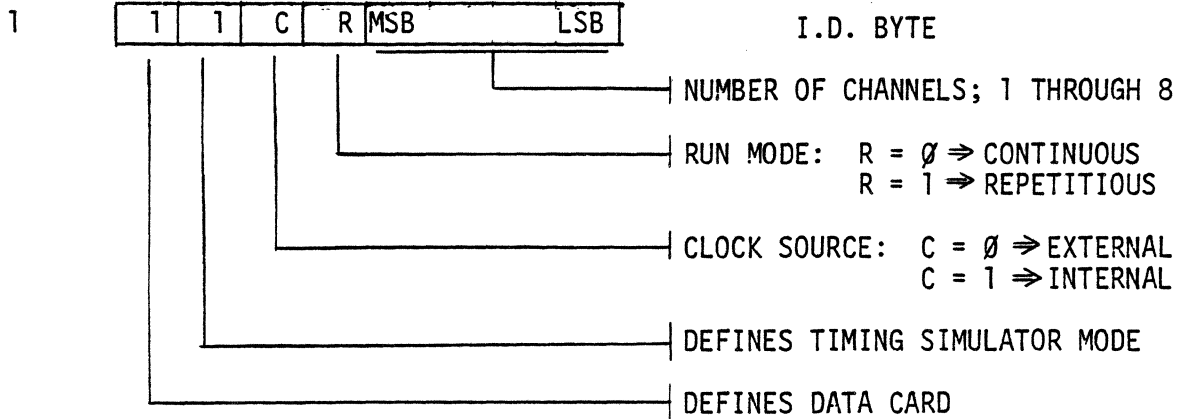 1 1 1 C R MSB LSB I.D. BYTE
NUMBER OF CHANNELS; 1 THROUGH 8
RUN MODE: R = Ø ⇒ CONTINUOUS
R = 1 ⇒ REPETITIOUS
CLOCK SOURCE: C = Ø ⇒ EXTERNAL
C = 1 ⇒ INTERNAL
DEFINES TIMING SIMULATOR MODE
DEFINES DATA CARD